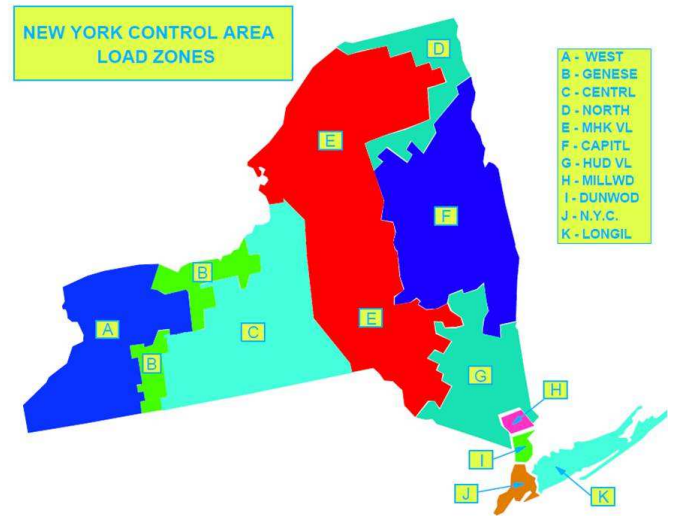 NEW YORK CONTROL AREA
LOAD ZONES
A - WEST
B - GENESE
C - CENTRL
D - NORTH
E - MHK VL
F - CAPITL
G - HUD VL
H - MILLWD
I - DUNWOD
J - N.Y.C.
K - LONGIL
D
E
F
B
A
E
C
B
G
H
I
J
K